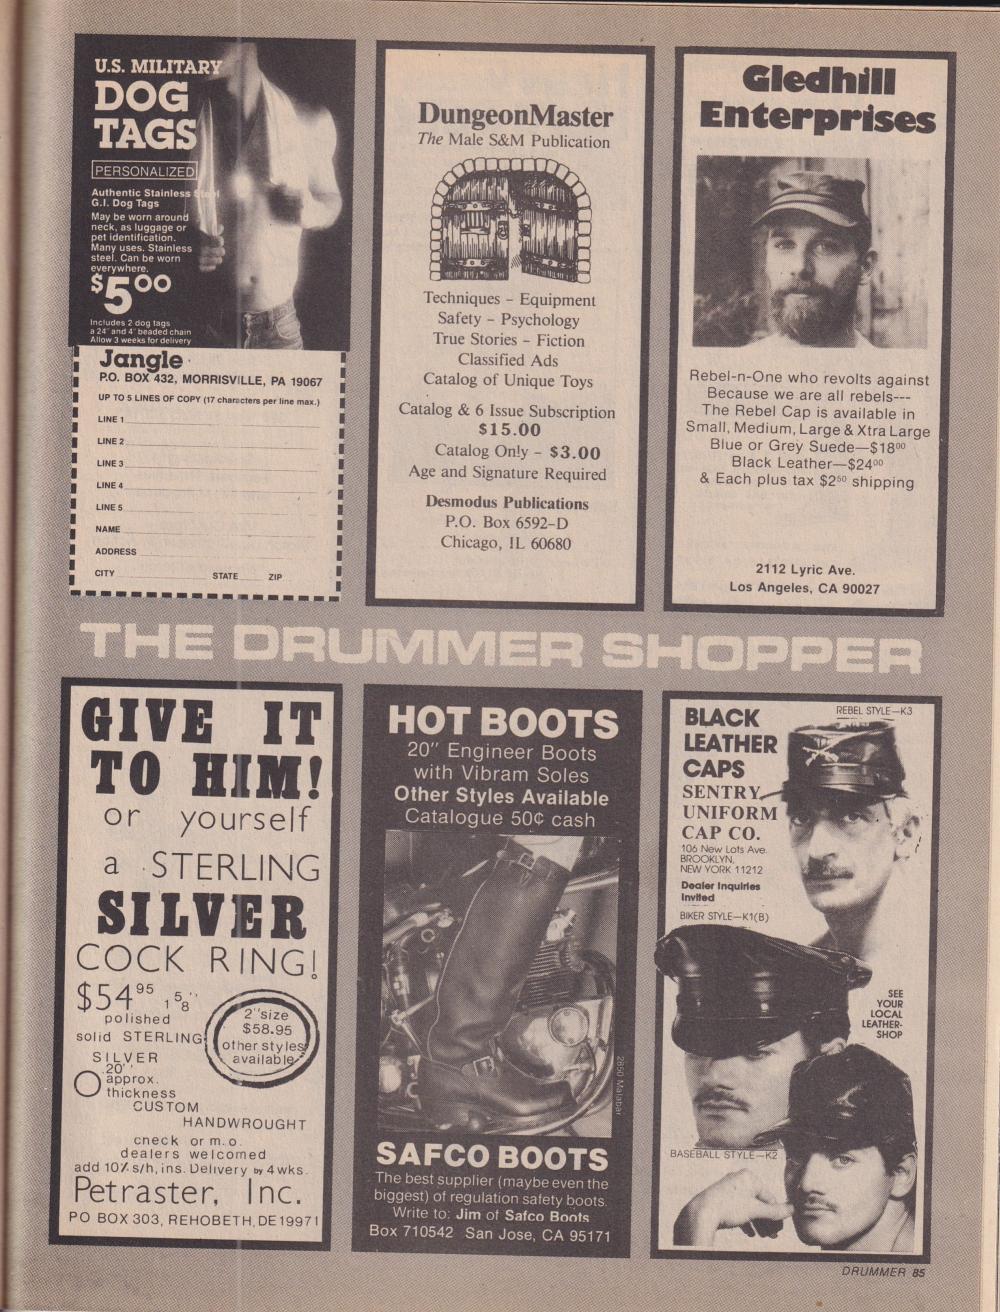 U.S. MILITARY
DOG
TAGS
PERSONALIZED
Authentic Stainless Steel
G.I. Dog Tags
May be worn around
neck, as luggage or
pet identification.
Many uses. Stainless
steel. Can be worn
everywhere.
$5 00
Includes 2 dog tags
a 24" and 4" beaded chain
Allow 3 weeks for delivery
Jangle
P.O. BOX 432, MORRISVILLE, PA 19067
UP TO 5 LINES OF COPY (17 characters per line max.)
LINE 1
LINE 2
LINE 3
LINE 4
LINE 5
NAME
ADDRESS
CITY STATE ZIP
DungeonMaster
The Male S&M Publication
Techniques – Equipment
Safety – Psychology
True Stories – Fiction
Classified Ads
Catalog of Unique Toys
Catalog & 6 Issue Subscription
$15.00
Catalog Only – $3.00
Age and Signature Required
Desmodus Publications
P.O. Box 6592–D
Chicago, IL 60680
Gledhill
Enterprises
Rebel-n-One who revolts against
Because we are all rebels---
The Rebel Cap is available in
Small, Medium, Large & Xtra Large
Blue or Grey Suede—$18 00
Black Leather—$24 00
& Each plus tax $2 50 shipping
2112 Lyric Ave.
Los Angeles, CA 90027
THE DRUMMER SHOPPER
GIVE IT
TO HIM!
or yourself
a STERLING
SILVER
COCK RING!
$54 95 1 5/8"
polished
solid STERLING
SILVER
.20"
approx.
thickness
2" size
$58.95
other styles
available
CUSTOM
HANDWROUGHT
check or m.o.
dealers welcomed
add 10% s/h, ins. Delivery by 4 wks.
Petraster, Inc.
PO BOX 303, REHOBETH, DE 19971
HOT BOOTS
20" Engineer Boots
with Vibram Soles
Other Styles Available
Catalogue 50¢ cash
2850 Malabar
SAFCO BOOTS
The best supplier (maybe even the
biggest) of regulation safety boots.
Write to: Jim of Safco Boots
Box 710542 San Jose, CA 95171
BLACK
LEATHER
CAPS
REBEL STYLE—K3
SENTRY
UNIFORM
CAP CO.
106 New Lots Ave.
BROOKLYN,
NEW YORK 11212
Dealer Inquiries
Invited
BIKER STYLE—K1(B)
SEE
YOUR
LOCAL
LEATHER-
SHOP
BASEBALL STYLE—K2
DRUMMER 85